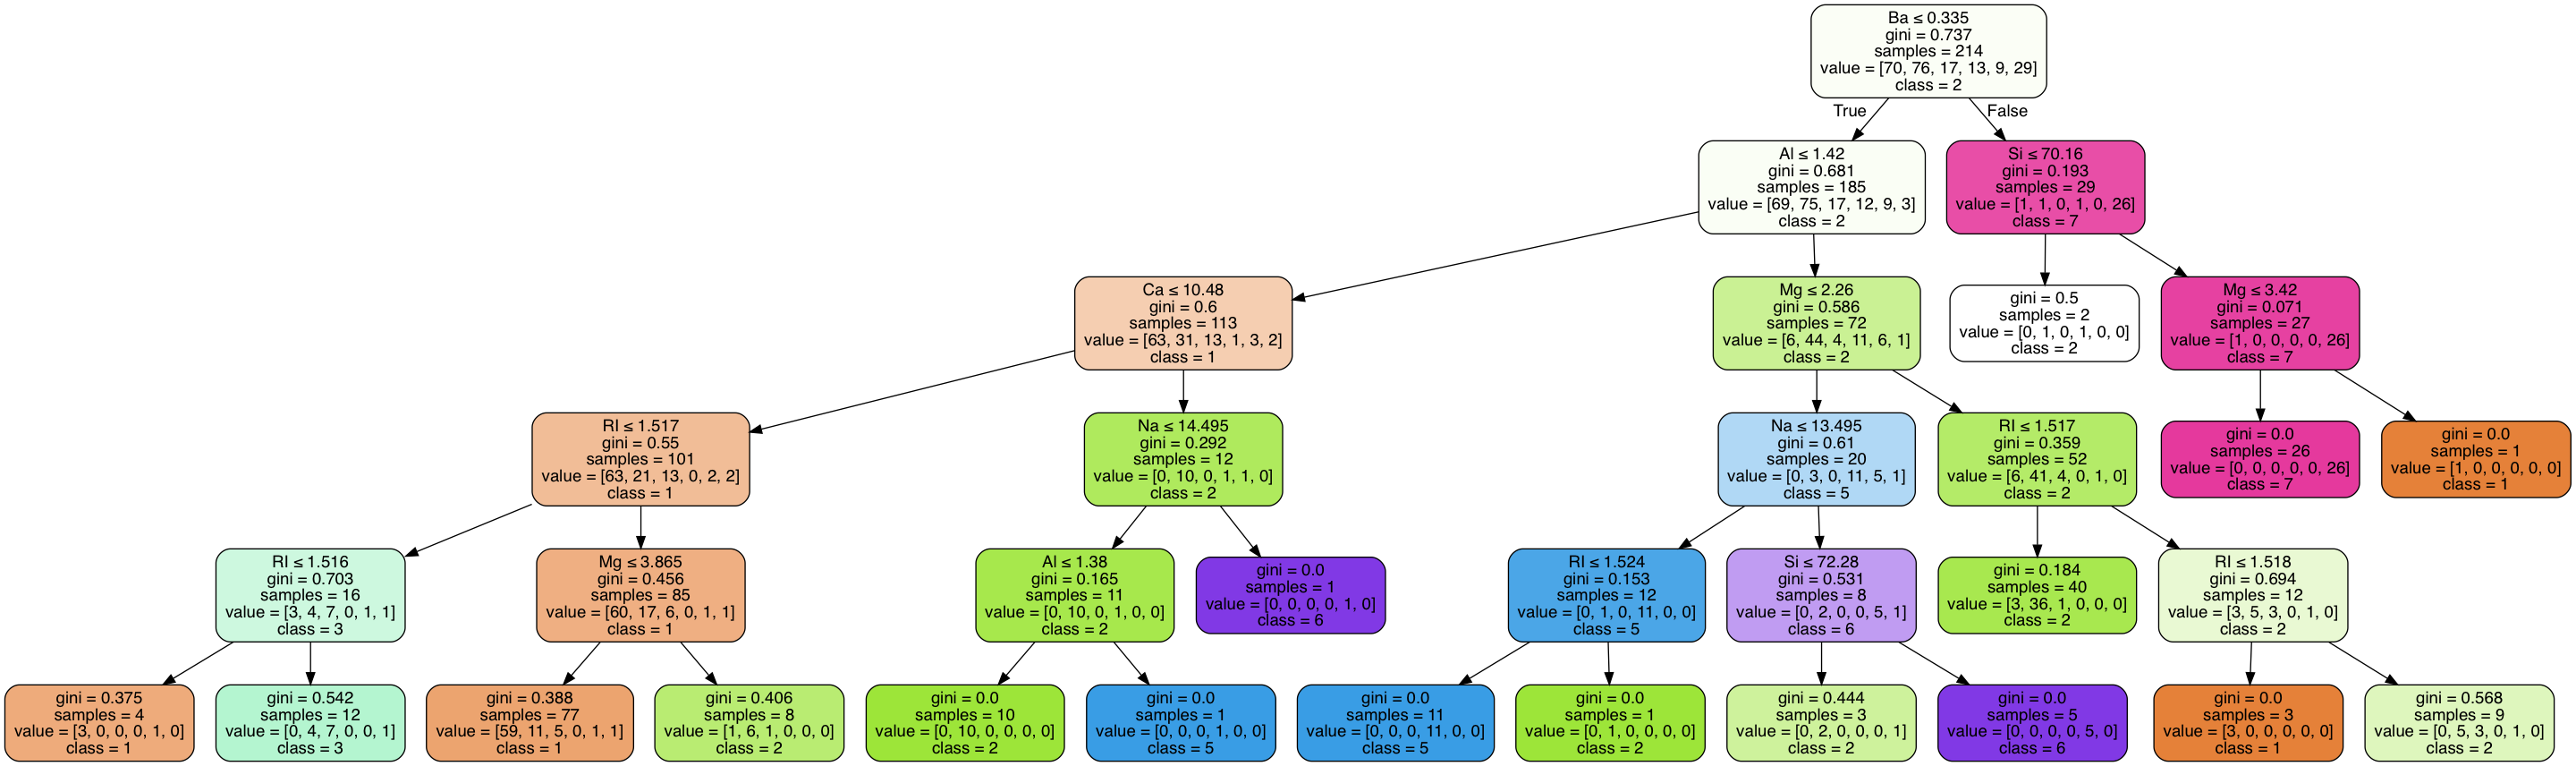 Ba ≤ 0.335
gini = 0.737
samples = 214
value = [70, 76, 17, 13, 9, 29]
class = 2
True
False
Al ≤ 1.42
gini = 0.681
samples = 185
value = [69, 75, 17, 12, 9, 3]
class = 2
Si ≤ 70.16
gini = 0.193
samples = 29
value = [1, 1, 0, 1, 0, 26]
class = 7
Ca ≤ 10.48
gini = 0.6
samples = 113
value = [63, 31, 13, 1, 3, 2]
class = 1
Mg ≤ 2.26
gini = 0.586
samples = 72
value = [6, 44, 4, 11, 6, 1]
class = 2
gini = 0.5
samples = 2
value = [0, 1, 0, 1, 0, 0]
class = 2
Mg ≤ 3.42
gini = 0.071
samples = 27
value = [1, 0, 0, 0, 0, 26]
class = 7
RI ≤ 1.517
gini = 0.55
samples = 101
value = [63, 21, 13, 0, 2, 2]
class = 1
Na ≤ 14.495
gini = 0.292
samples = 12
value = [0, 10, 0, 1, 1, 0]
class = 2
Na ≤ 13.495
gini = 0.61
samples = 20
value = [0, 3, 0, 11, 5, 1]
class = 5
RI ≤ 1.517
gini = 0.359
samples = 52
value = [6, 41, 4, 0, 1, 0]
class = 2
gini = 0.0
samples = 26
value = [0, 0, 0, 0, 0, 26]
class = 7
gini = 0.0
samples = 1
value = [1, 0, 0, 0, 0, 0]
class = 1
RI ≤ 1.516
gini = 0.703
samples = 16
value = [3, 4, 7, 0, 1, 1]
class = 3
Mg ≤ 3.865
gini = 0.456
samples = 85
value = [60, 17, 6, 0, 1, 1]
class = 1
Al ≤ 1.38
gini = 0.165
samples = 11
value = [0, 10, 0, 1, 0, 0]
class = 2
gini = 0.0
samples = 1
value = [0, 0, 0, 0, 1, 0]
class = 6
RI ≤ 1.524
gini = 0.153
samples = 12
value = [0, 1, 0, 11, 0, 0]
class = 5
Si ≤ 72.28
gini = 0.531
samples = 8
value = [0, 2, 0, 0, 5, 1]
class = 6
gini = 0.184
samples = 40
value = [3, 36, 1, 0, 0, 0]
class = 2
RI ≤ 1.518
gini = 0.694
samples = 12
value = [3, 5, 3, 0, 1, 0]
class = 2
gini = 0.375
samples = 4
value = [3, 0, 0, 0, 1, 0]
class = 1
gini = 0.542
samples = 12
value = [0, 4, 7, 0, 0, 1]
class = 3
gini = 0.388
samples = 77
value = [59, 11, 5, 0, 1, 1]
class = 1
gini = 0.406
samples = 8
value = [1, 6, 1, 0, 0, 0]
class = 2
gini = 0.0
samples = 10
value = [0, 10, 0, 0, 0, 0]
class = 2
gini = 0.0
samples = 1
value = [0, 0, 0, 1, 0, 0]
class = 5
gini = 0.0
samples = 11
value = [0, 0, 0, 11, 0, 0]
class = 5
gini = 0.0
samples = 1
value = [0, 1, 0, 0, 0, 0]
class = 2
gini = 0.444
samples = 3
value = [0, 2, 0, 0, 0, 1]
class = 2
gini = 0.0
samples = 5
value = [0, 0, 0, 0, 5, 0]
class = 6
gini = 0.0
samples = 3
value = [3, 0, 0, 0, 0, 0]
class = 1
gini = 0.568
samples = 9
value = [0, 5, 3, 0, 1, 0]
class = 2